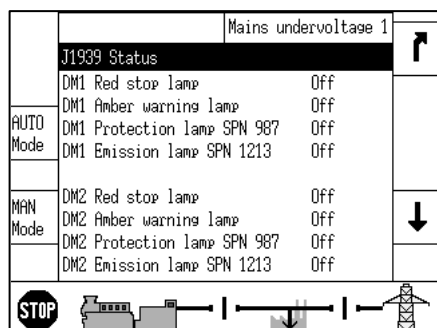 Mains undervoltage 1
J1939 Status
DM1 Red stop lamp Off
DM1 Amber warning lamp Off
DM1 Protection lamp SPN 987 Off
DM1 Emission lamp SPN 1213 Off
AUTO
Mode
DM2 Red stop lamp Off
DM2 Amber warning lamp Off
DM2 Protection lamp SPN 987 Off
DM2 Emission lamp SPN 1213 Off
MAN
Mode
STOP